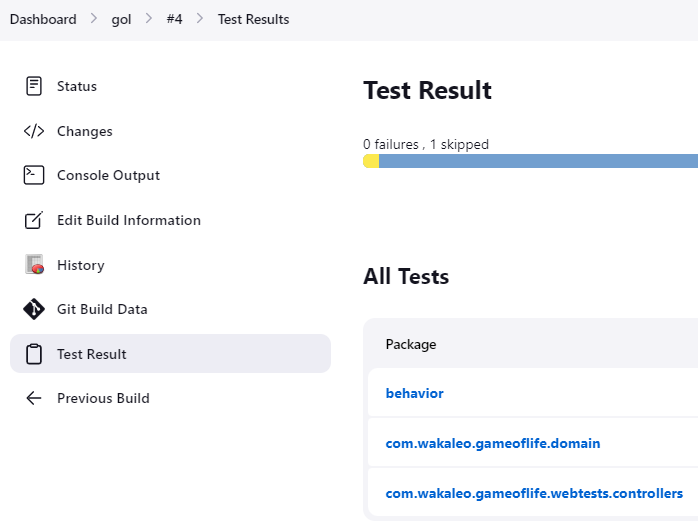 Dashboard > gol > #4 > Test Results
Status
Changes
Console Output
Edit Build Information
History
Git Build Data
Test Result
Previous Build
Test Result
0 failures , 1 skipped
All Tests
Package
behavior
com.wakaleo.gameoflife.domain
com.wakaleo.gameoflife.webtests.controllers